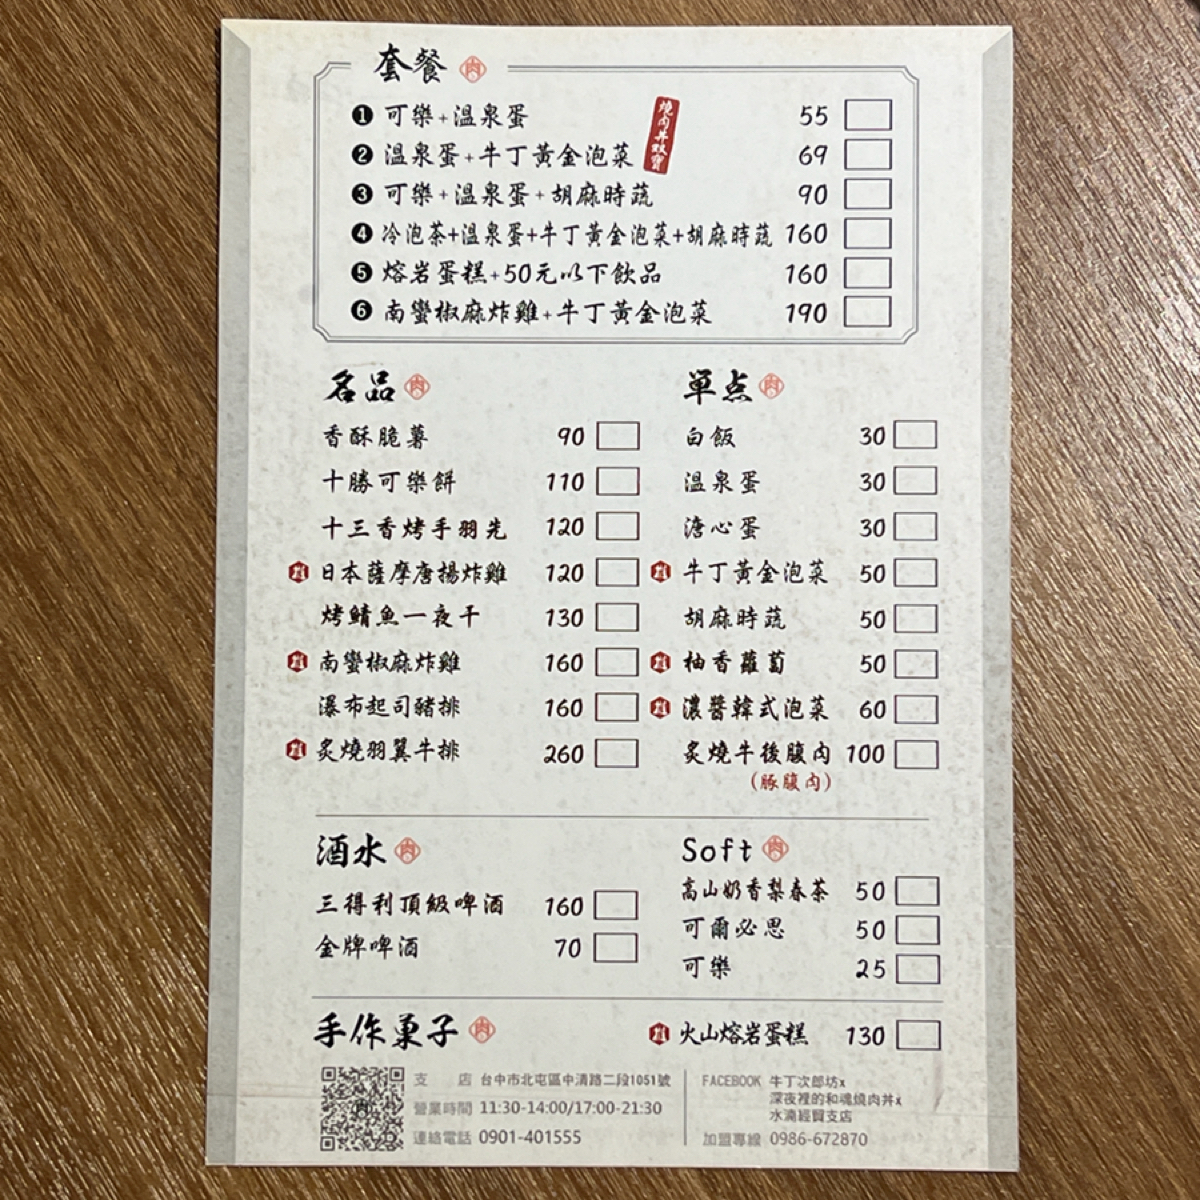 套餐
❶ 可樂+溫泉蛋 55
燒肉丼救寶
❷ 溫泉蛋+牛丁黃金泡菜 69
❸ 可樂+溫泉蛋+胡麻時蔬 90
❹ 冷泡茶+溫泉蛋+牛丁黃金泡菜+胡麻時蔬 160
❺ 熔岩蛋糕+50元以下飲品 160
❻ 南蠻椒麻炸雞+牛丁黃金泡菜 190
名品
香酥脆薯 90
十勝可樂餅 110
十三香烤手羽先 120
日本薩摩唐揚炸雞 120
烤鯖魚一夜干 130
南蠻椒麻炸雞 160
瀑布起司豬排 160
炙燒羽翼牛排 260
単点
白飯 30
溫泉蛋 30
溏心蛋 30
牛丁黃金泡菜 50
胡麻時蔬 50
柚香蘿蔔 50
濃醬韓式泡菜 60
炙燒牛後腹肉 100
(豚腹肉)
酒水
三得利頂級啤酒 160
金牌啤酒 70
Soft
高山奶香梨春茶 50
可爾必思 50
可樂 25
手作菓子
火山熔岩蛋糕 130
支 店 台中市北屯區中清路二段1051號
營業時間 11:30-14:00/17:00-21:30
連絡電話 0901-401555
FACEBOOK 牛丁次郎坊x
深夜裡的和魂燒肉丼x
水湳經貿支店
加盟專線 0986-672870